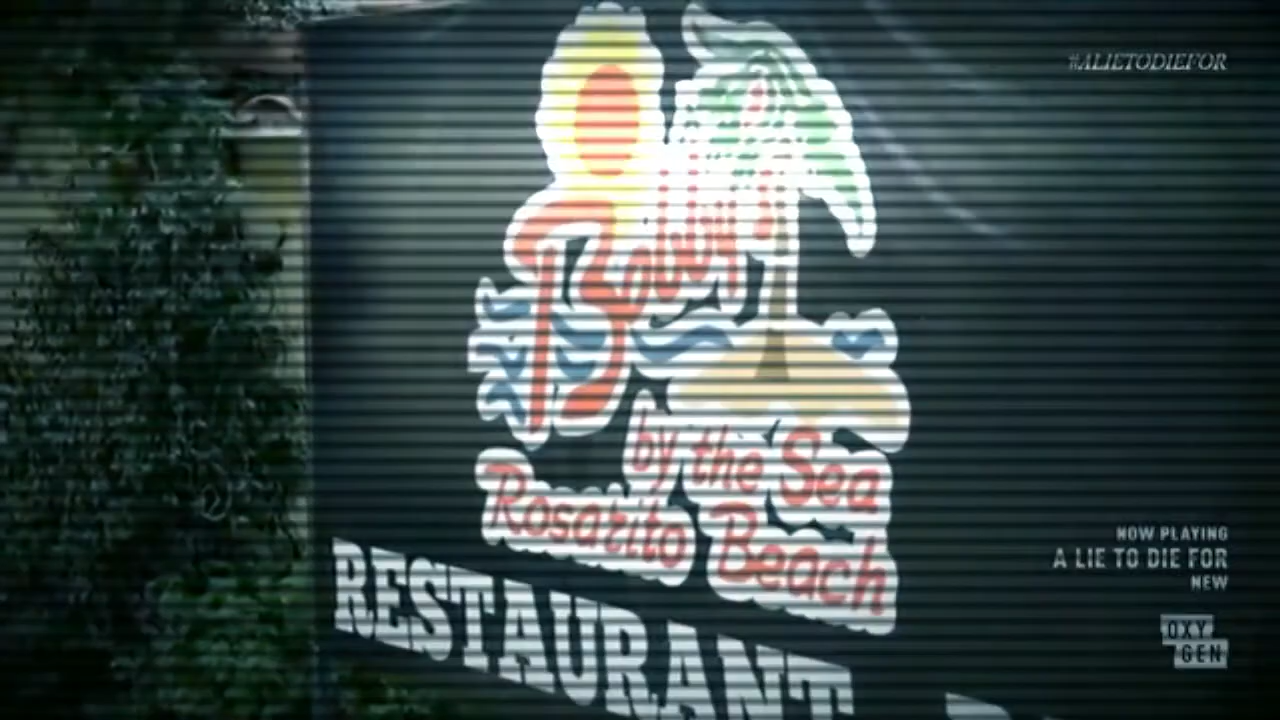 #ALIETODIEFOR
Bobby's
by the Sea
Rosarito Beach
RESTAURANT
NOW PLAYING
A LIE TO DIE FOR
NEW
OXY
GEN